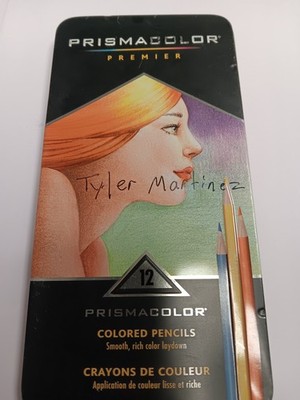 PRISMACOLOR
PREMIER
Tyler Martinez
12
PRISMACOLOR
COLORED PENCILS
Smooth, rich color laydown
CRAYONS DE COULEUR
Application de couleur lisse et riche